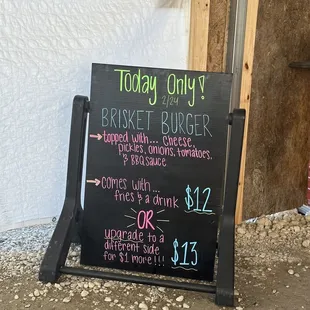 Today Only!
2/24
BRISKET BURGER
topped with... cheese,
pickles, onions, tomatoes,
& BBQ sauce
comes with...
fries & a drink $12
OR
upgrade to a
different side
for $1 more!!! $13